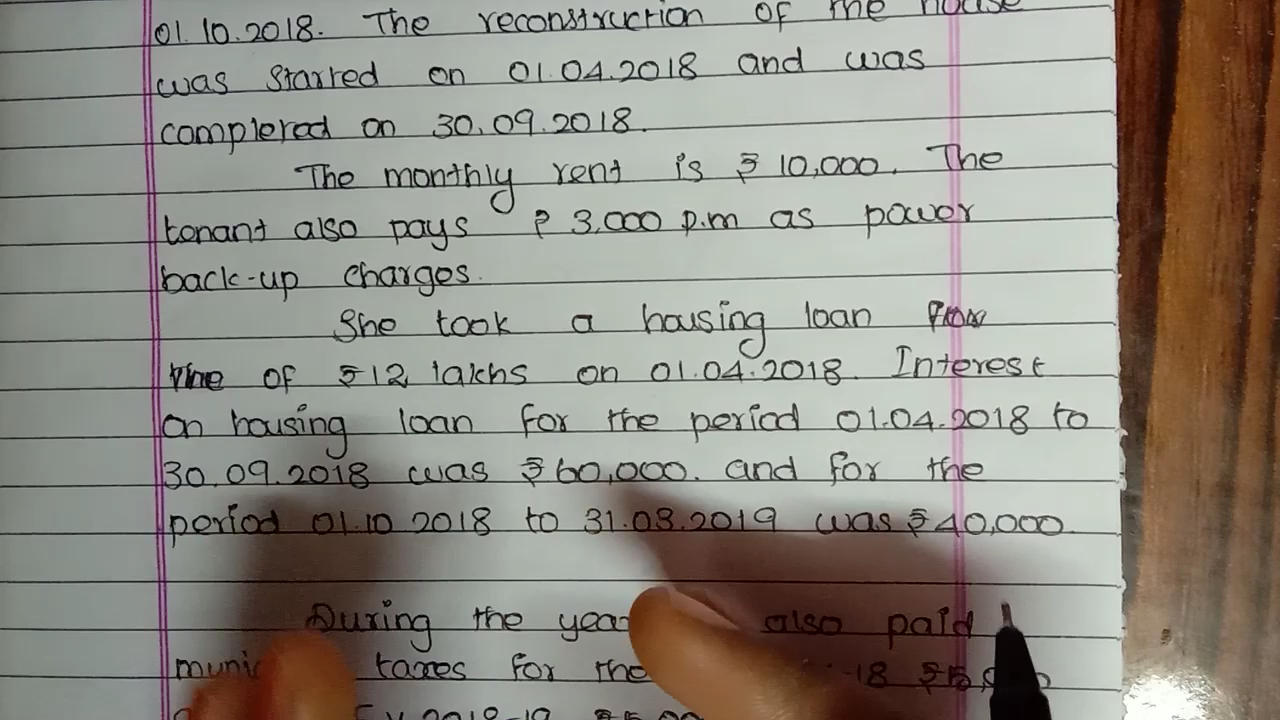 01.10.2018. The reconstruction of the house
was Started on 01.04.2018 and was
completed on 30.09.2018.
The monthly rent is ₹ 10,000. The
tenant also pays ₹ 3,000 p.m as power
back-up charges.
She took a housing loan
of ₹12 lakhs on 01.04.2018. Interest
on housing loan for the period 01.04.2018 to
30.09.2018 was ₹60,000. and for the
period 01.10 2018 to 31.03.2019 was ₹40,000
During the year also paid
taxes for the 18
2018-19